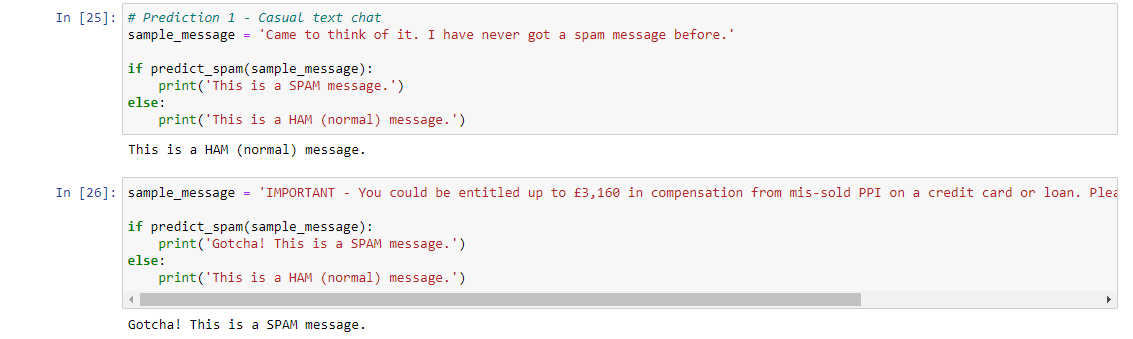 In [25]: # Prediction 1 - Casual text chat
sample_message = 'Came to think of it. I have never got a spam message before.'
if predict_spam(sample_message):
print('This is a SPAM message.')
else:
print('This is a HAM (normal) message.')
This is a HAM (normal) message.
In [26]: sample_message = 'IMPORTANT - You could be entitled up to £3,160 in compensation from mis-sold PPI on a credit card or loan.
if predict_spam(sample_message):
print('Gotcha! This is a SPAM message.')
else:
print('This is a HAM (normal) message.')
Gotcha! This is a SPAM message.